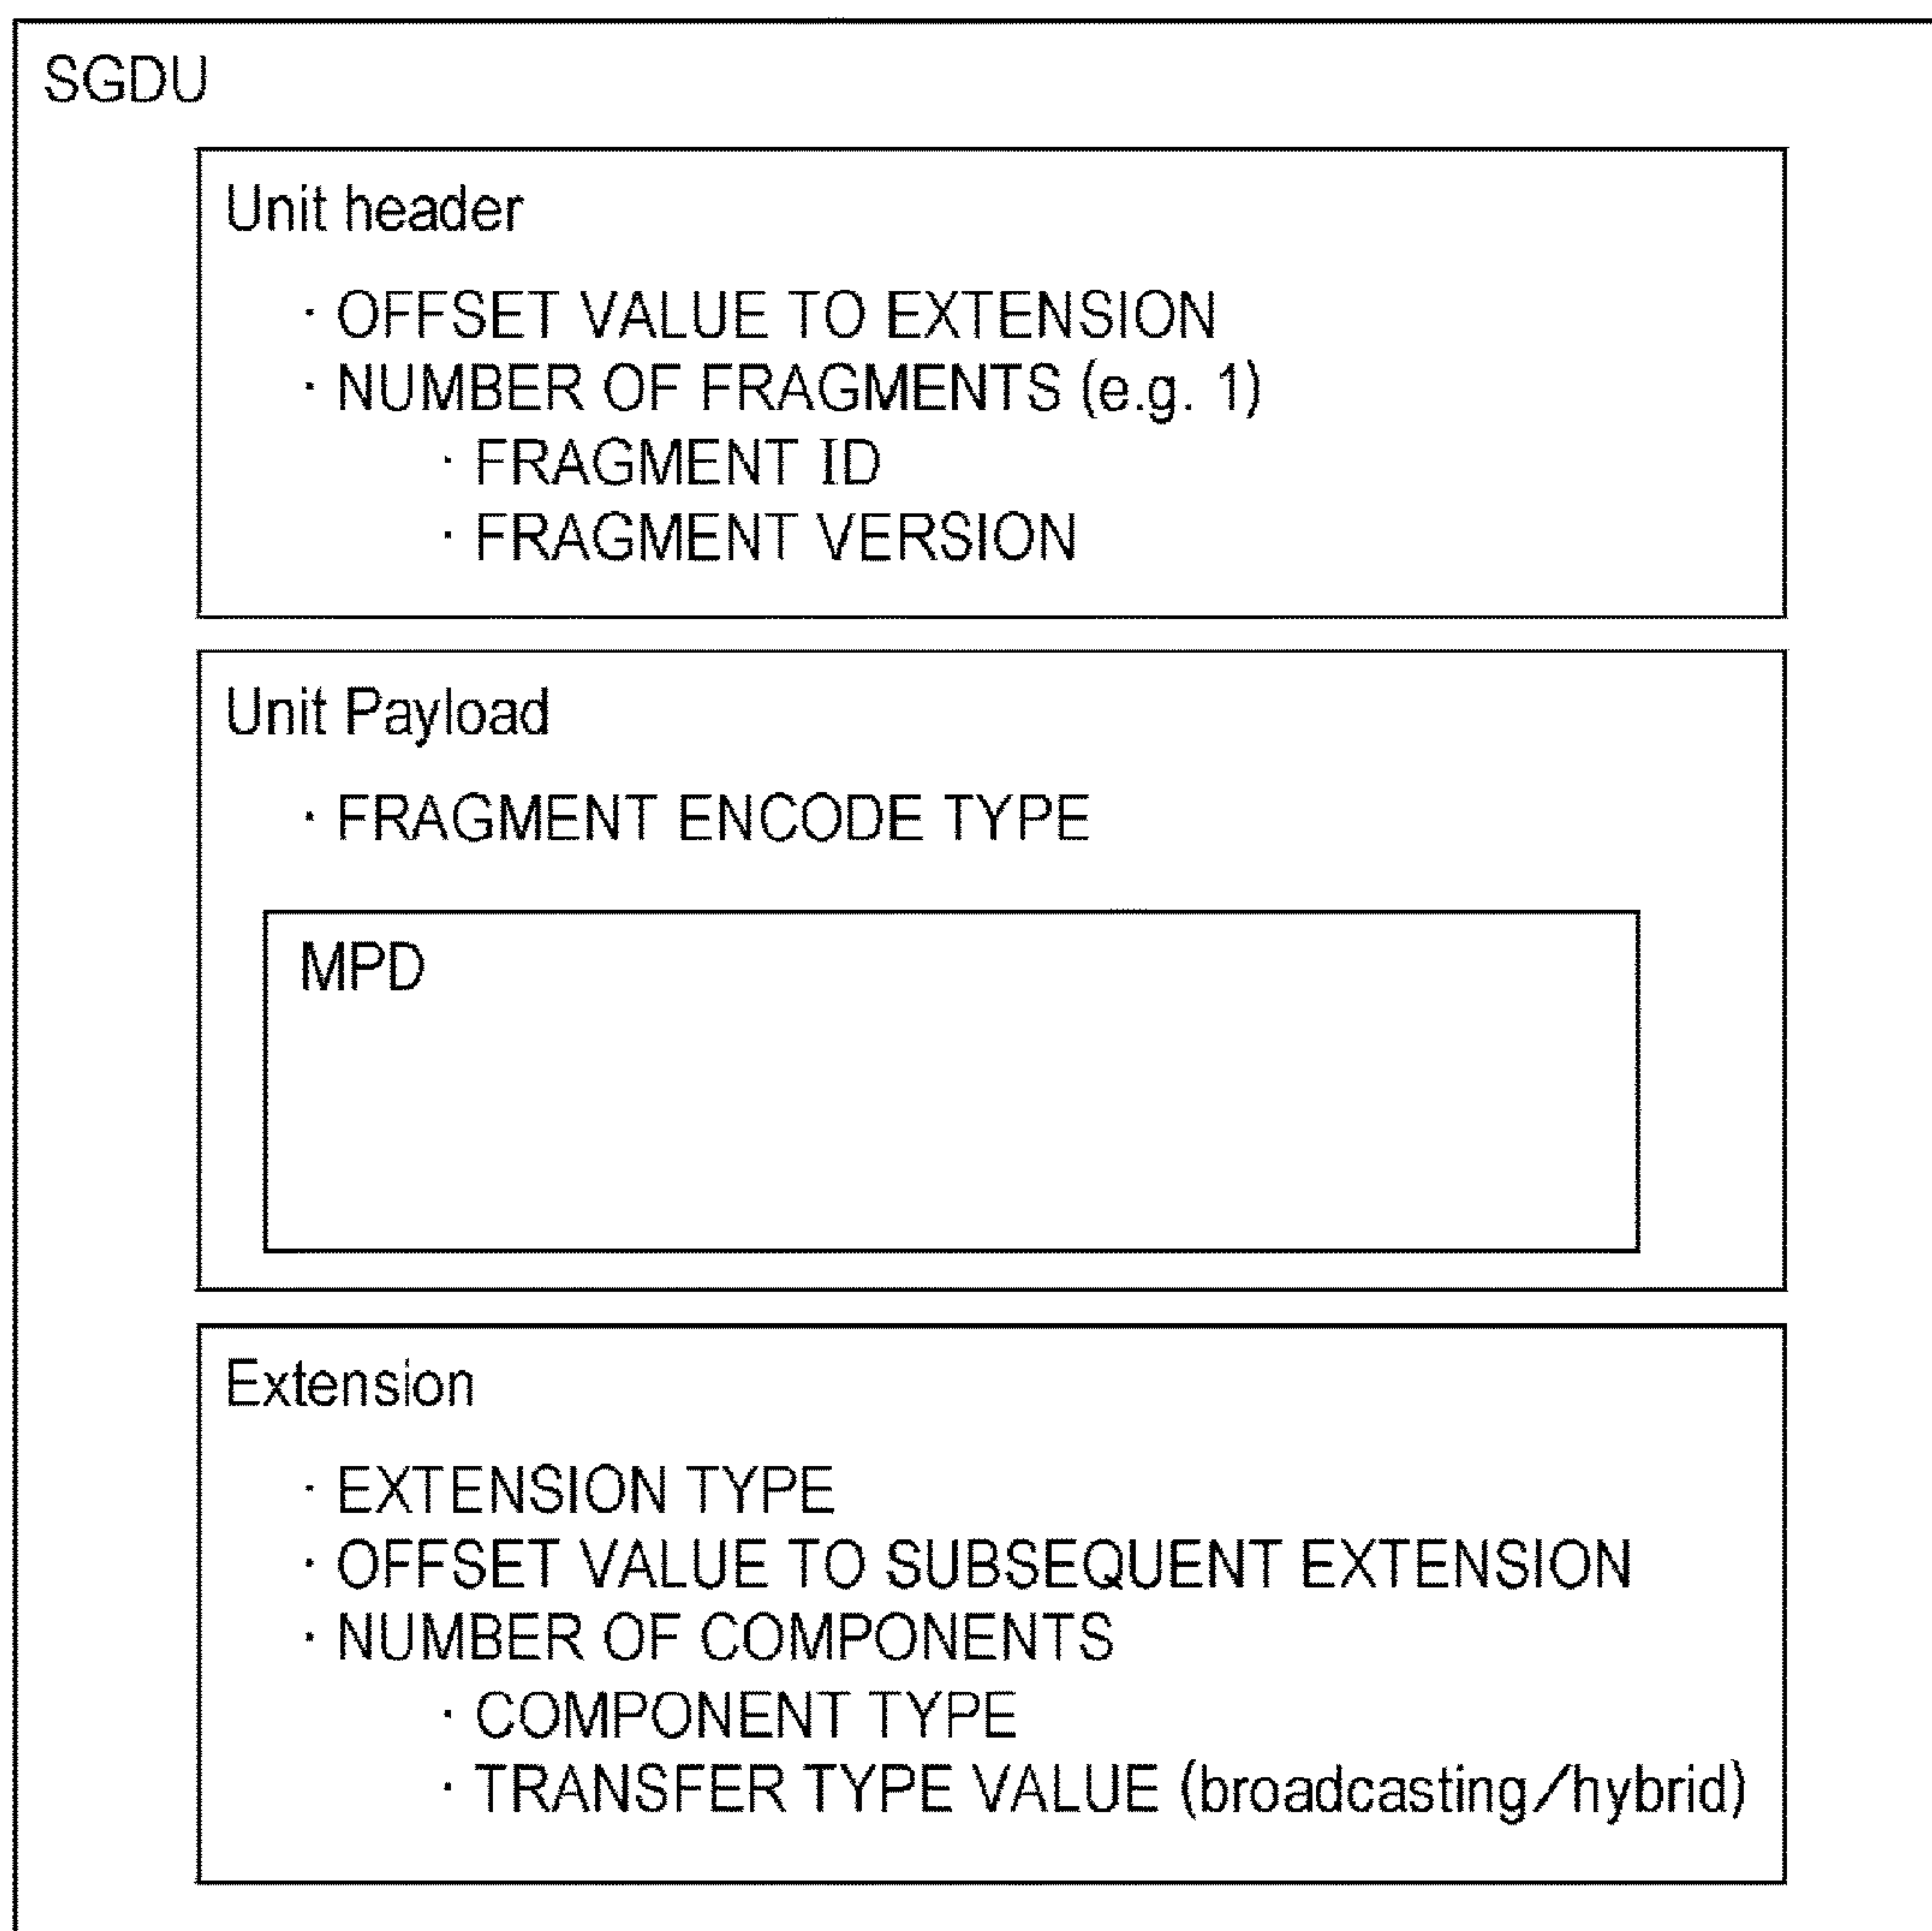 SGDU
Unit header
· OFFSET VALUE TO EXTENSION
· NUMBER OF FRAGMENTS (e.g. 1)
· FRAGMENT ID
· FRAGMENT VERSION
Unit Payload
· FRAGMENT ENCODE TYPE
MPD
Extension
· EXTENSION TYPE
· OFFSET VALUE TO SUBSEQUENT EXTENSION
· NUMBER OF COMPONENTS
· COMPONENT TYPE
· TRANSFER TYPE VALUE (broadcasting/hybrid)